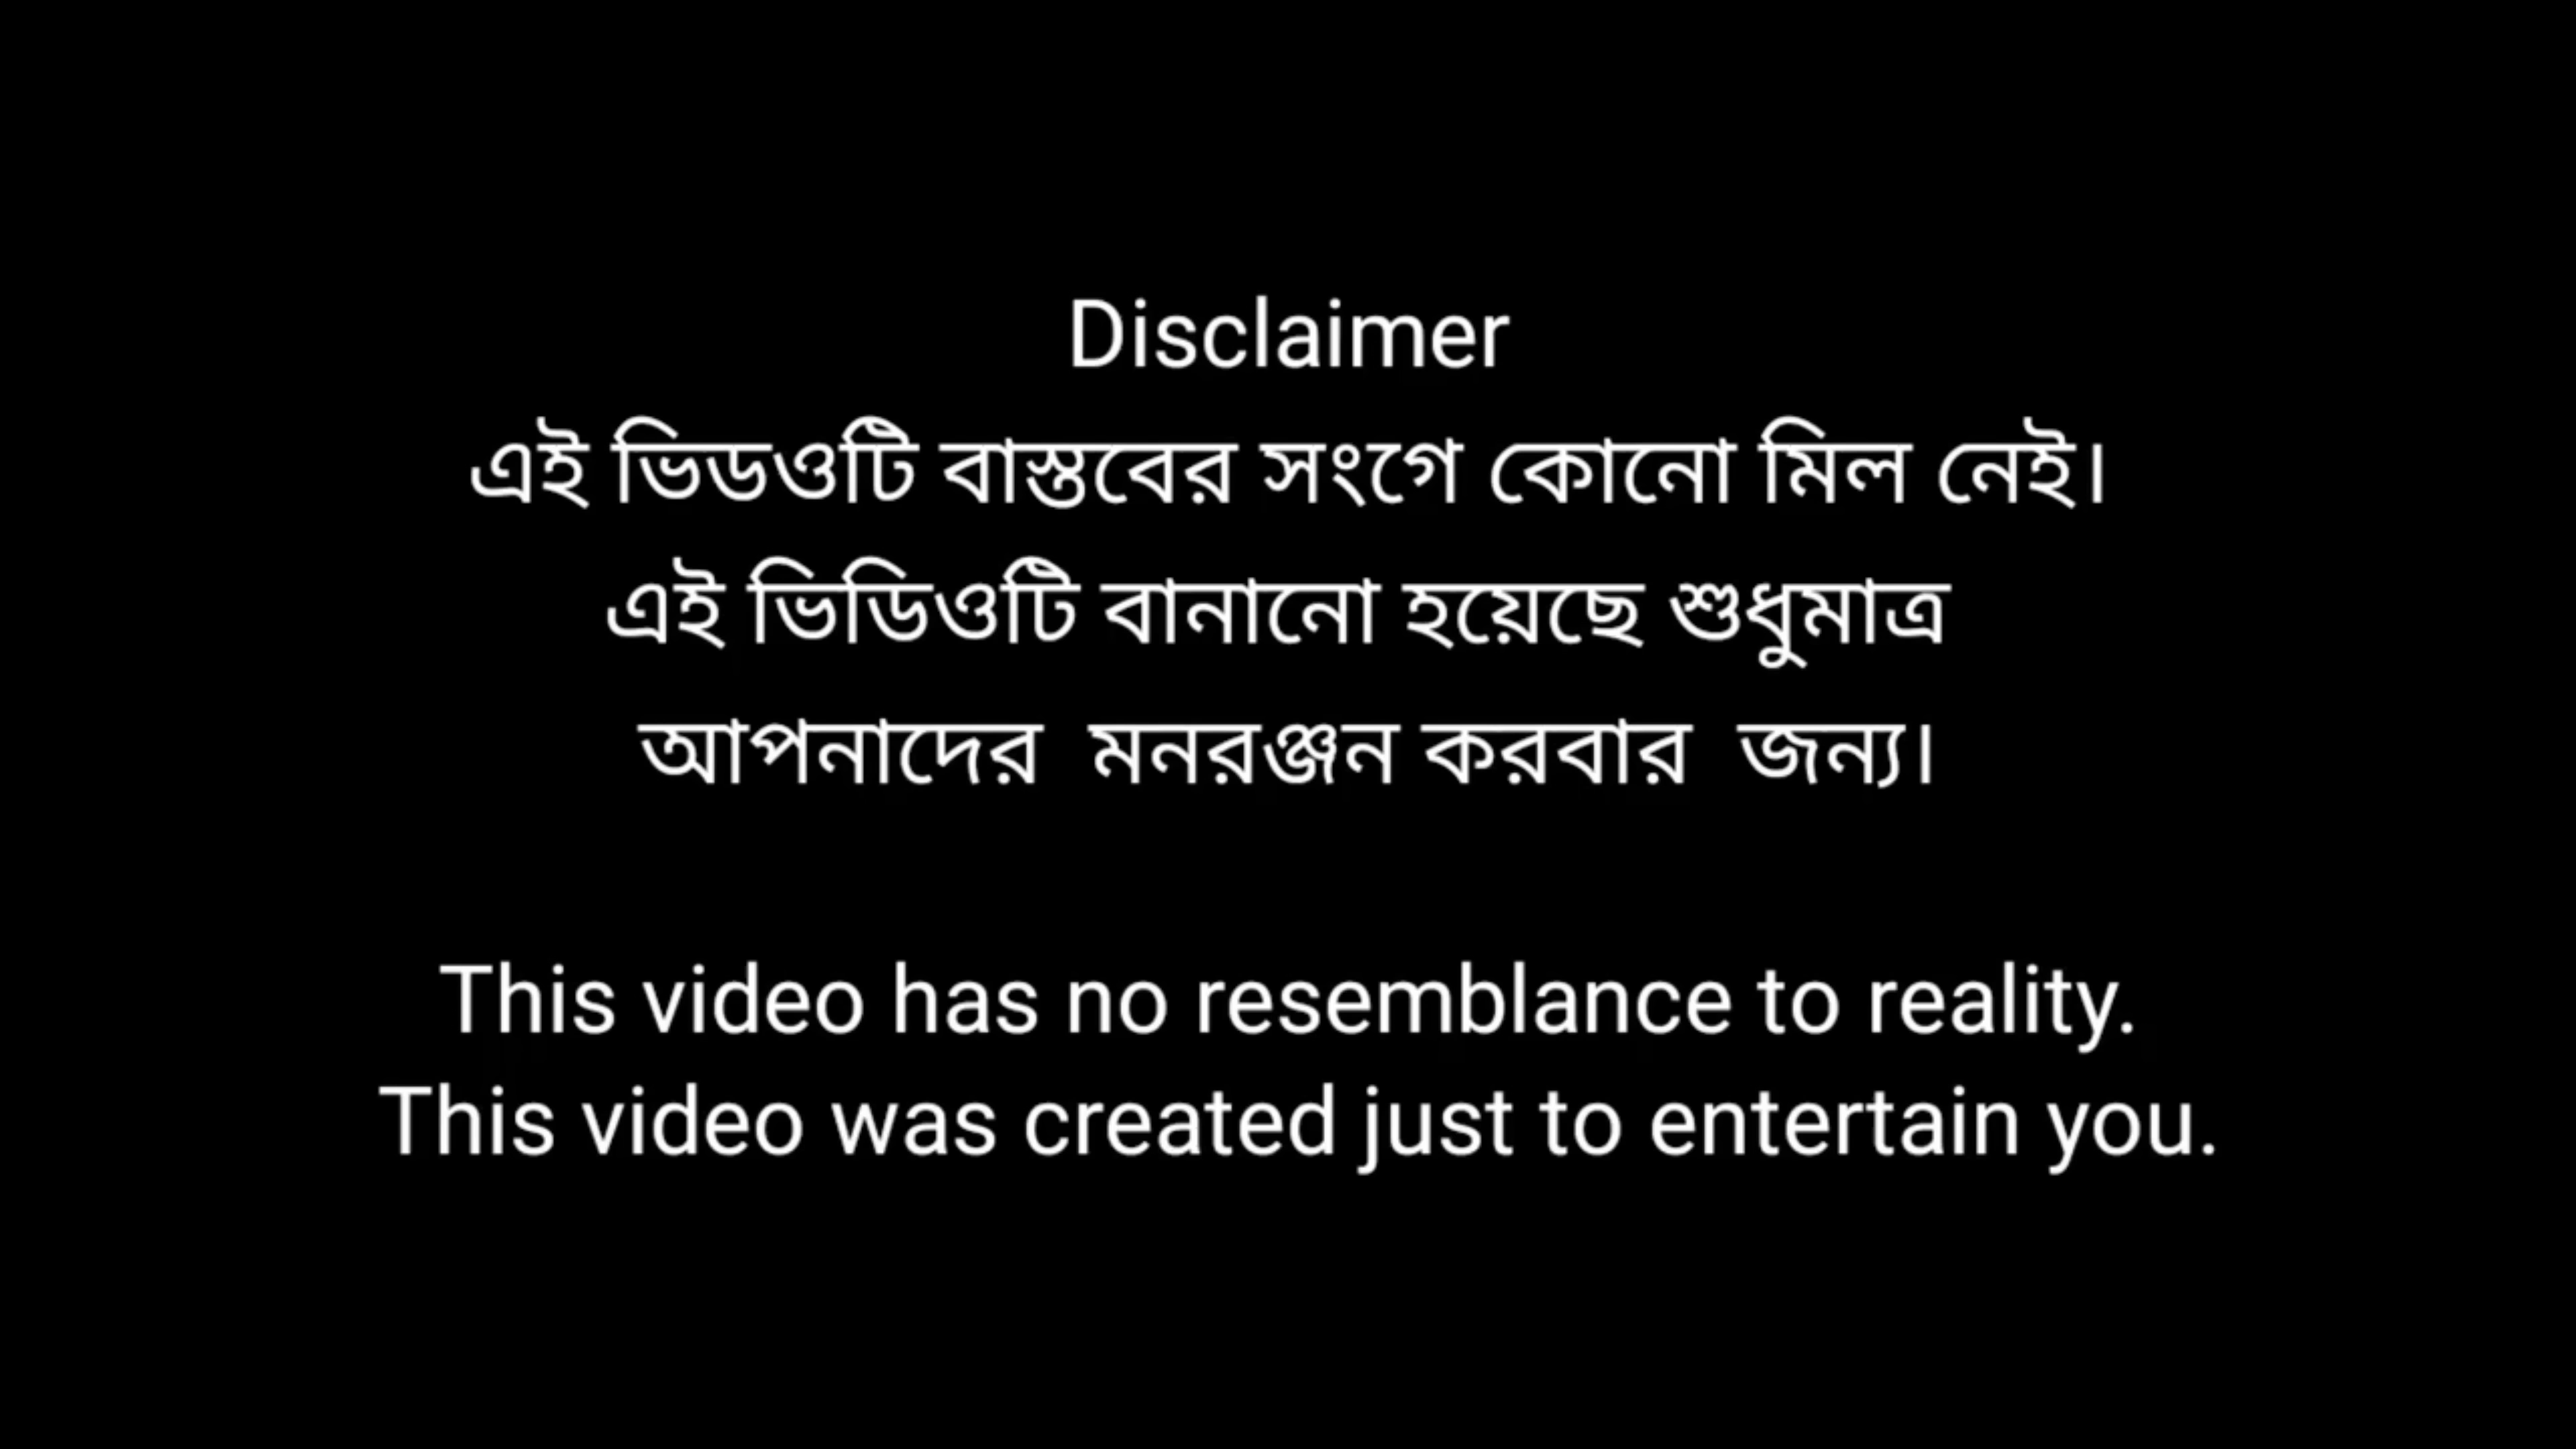 Disclaimer
এই ভিডওটি বাস্তবের সংগে কোনো মিল নেই।
এই ভিডিওটি বানানো হয়েছে শুধুমাত্র
আপনাদের  মনরঞ্জন করবার  জন্য।
This video has no resemblance to reality.
This video was created just to entertain you.